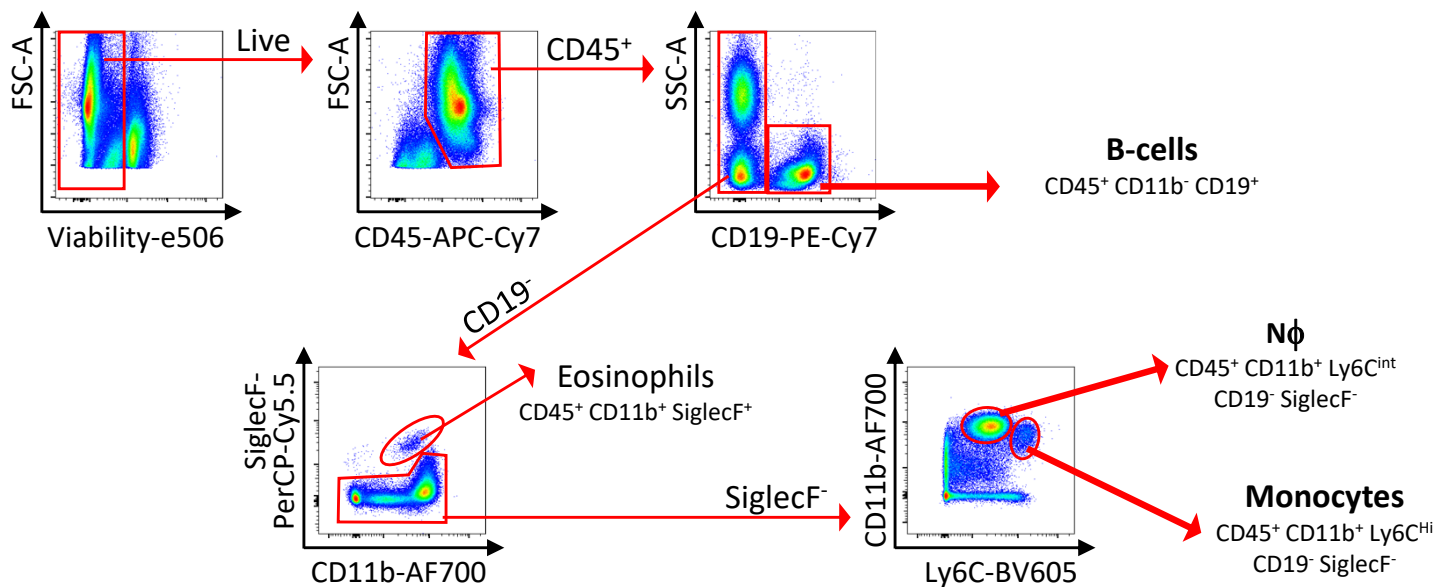 FSC-A
Live
Viability-e506
FSC-A
CD45⁺
CD45-APC-Cy7
SSC-A
CD19-PE-Cy7
B-cells
CD45⁺ CD11b⁻ CD19⁺
CD19⁻
SiglecF-
PerCP-Cy5.5
CD11b-AF700
Eosinophils
CD45⁺ CD11b⁺ SiglecF⁺
SiglecF⁻
CD11b-AF700
Ly6C-BV605
Nϕ
CD45⁺ CD11b⁺ Ly6Cⁱⁿᵗ
CD19⁻ SiglecF⁻
Monocytes
CD45⁺ CD11b⁺ Ly6Cᴴⁱ
CD19⁻ SiglecF⁻